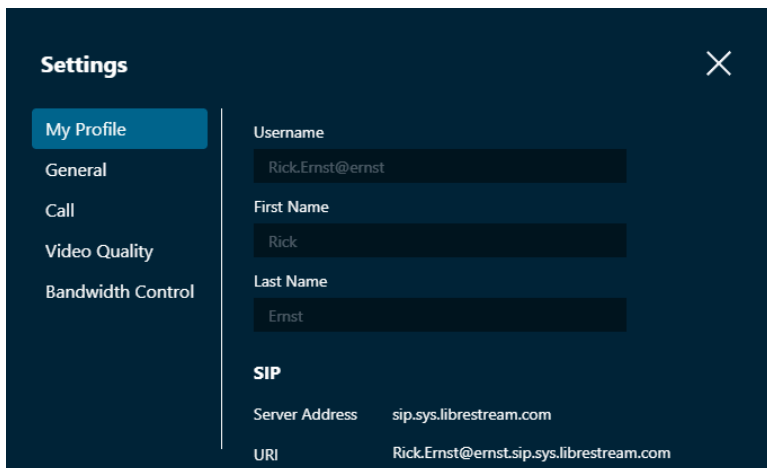 Settings
My Profile
General
Call
Video Quality
Bandwidth Control
Username
Rick.Ernst@ernst
First Name
Rick
Last Name
Ernst
SIP
Server Address sip.sys.librestream.com
URI Rick.Ernst@ernst.sip.sys.librestream.com